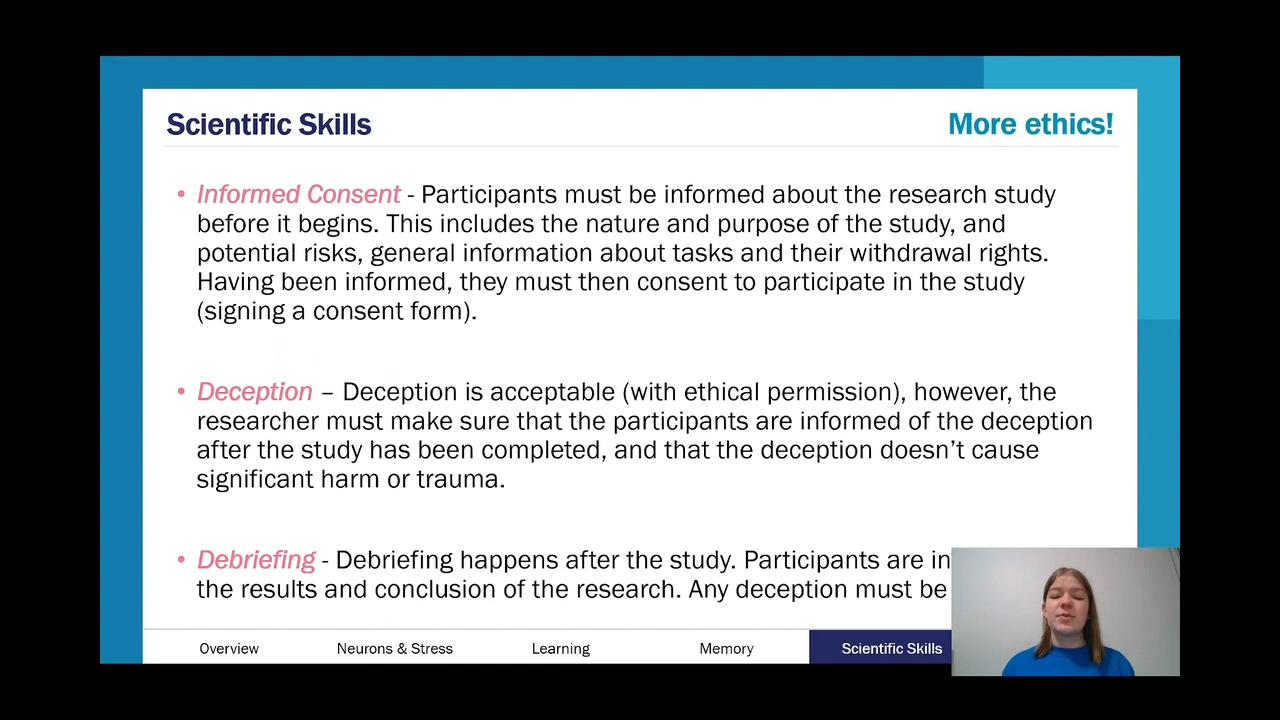 Scientific Skills
More ethics!
• Informed Consent - Participants must be informed about the research study
before it begins. This includes the nature and purpose of the study, and
potential risks, general information about tasks and their withdrawal rights.
Having been informed, they must then consent to participate in the study
(signing a consent form).
• Deception – Deception is acceptable (with ethical permission), however, the
researcher must make sure that the participants are informed of the deception
after the study has been completed, and that the deception doesn’t cause
significant harm or trauma.
• Debriefing - Debriefing happens after the study. Participants are
the results and conclusion of the research. Any deception must be
Overview
Neurons & Stress
Learning
Memory
Scientific Skills